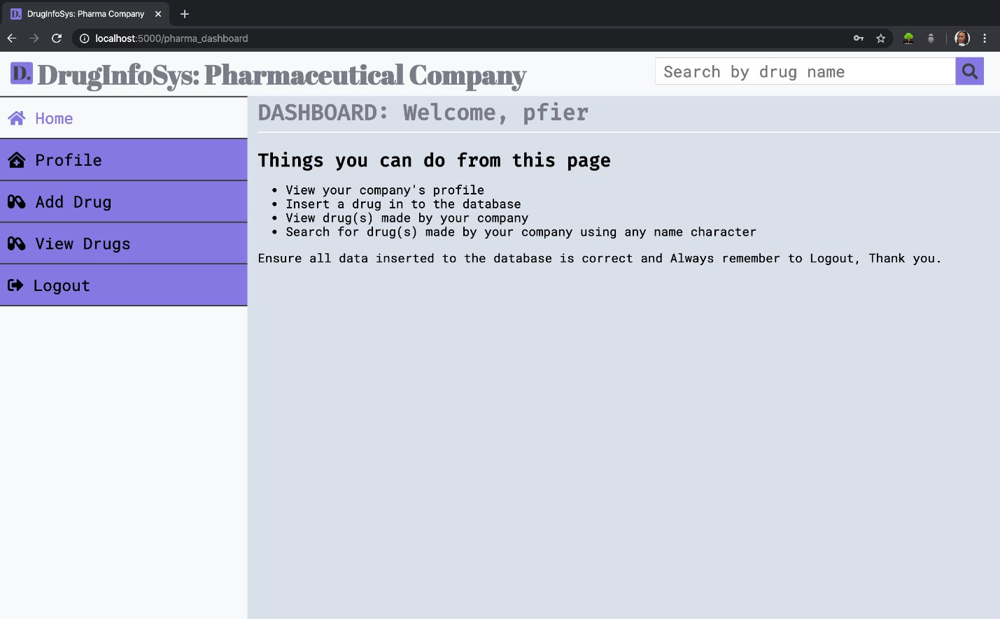 D. DrugInfoSys: Pharma Company
localhost:5000/pharma_dashboard
D. DrugInfoSys: Pharmaceutical Company
Search by drug name
Home
Profile
Add Drug
View Drugs
Logout
DASHBOARD: Welcome, pfier
Things you can do from this page
• View your company's profile
• Insert a drug in to the database
• View drug(s) made by your company
• Search for drug(s) made by your company using any name character
Ensure all data inserted to the database is correct and Always remember to Logout, Thank you.